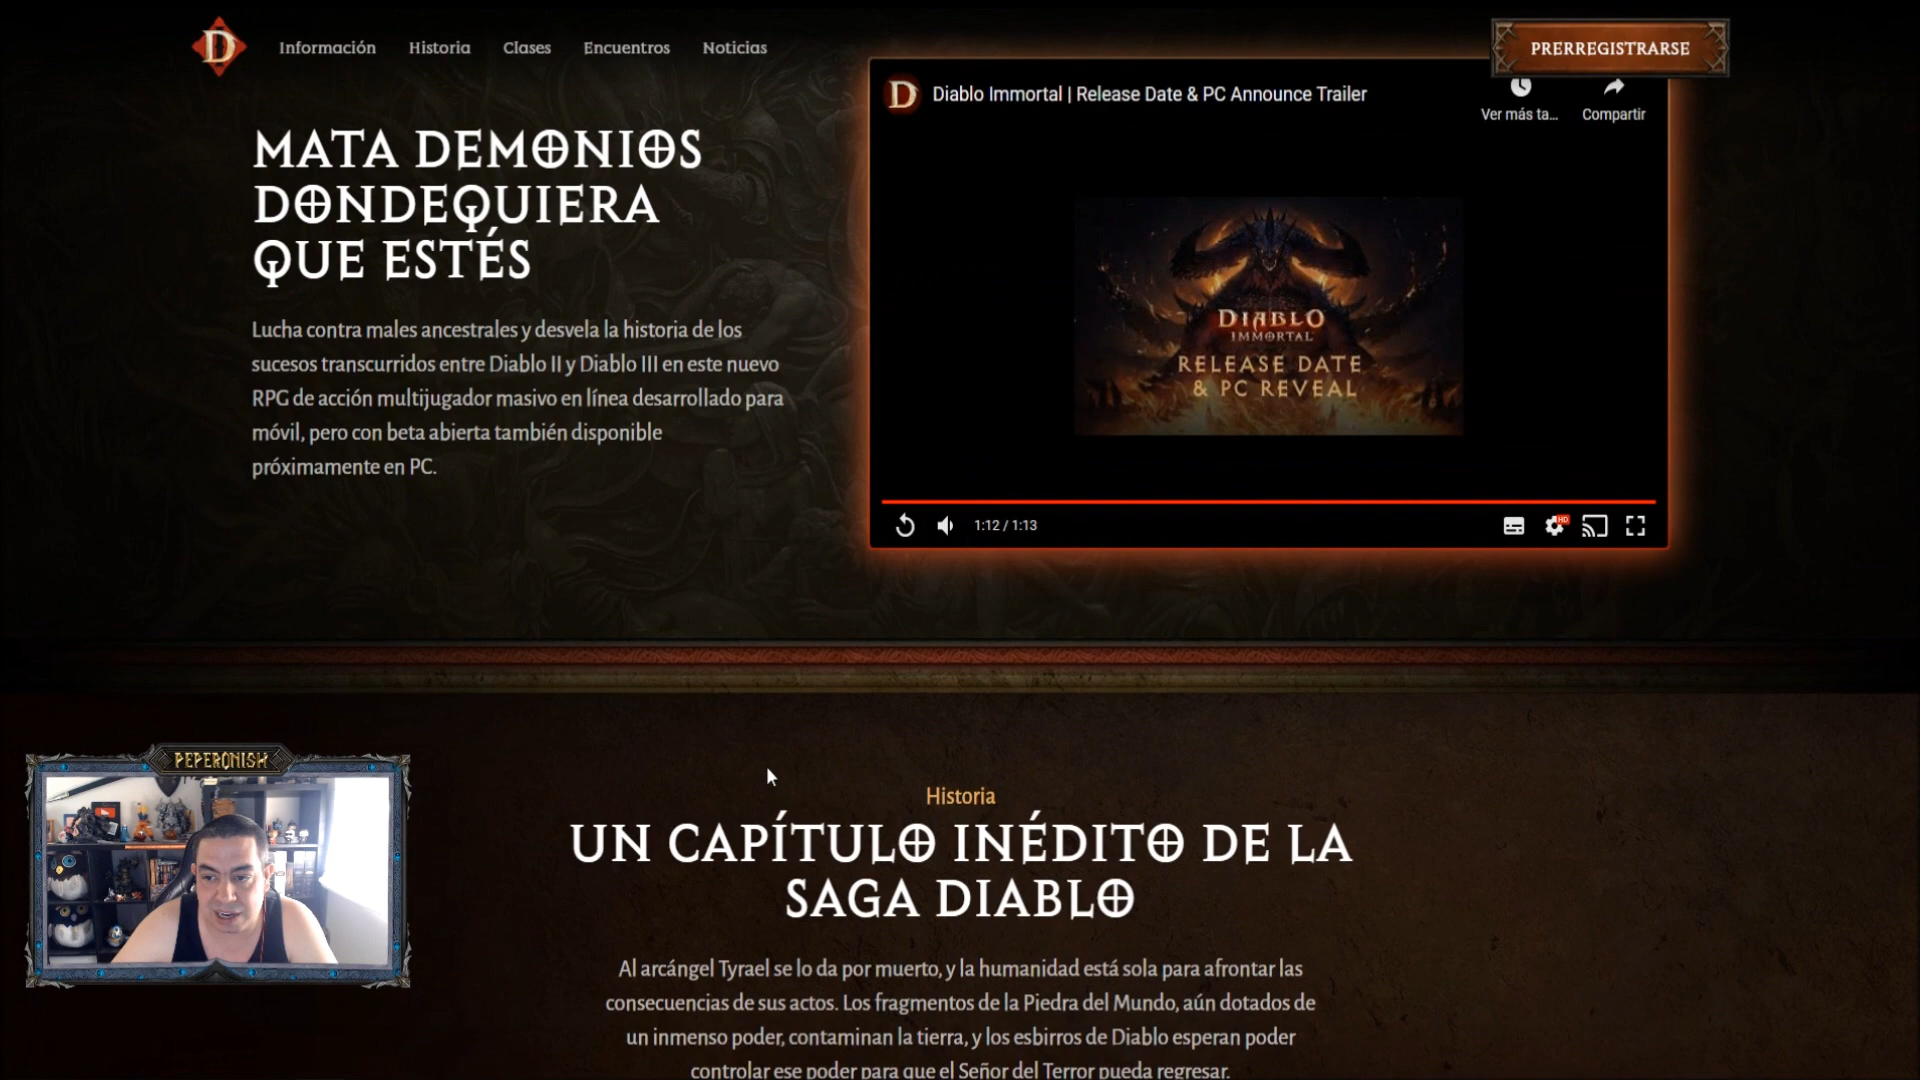 Información Historia Clases Encuentros Noticias
PRERREGISTRARSE
MATA DEMONIOS
DONDEQUIERA
QUE ESTÉS
Lucha contra males ancestrales y desvela la historia de los
sucesos transcurridos entre Diablo II y Diablo III en este nuevo
RPG de acción multijugador masivo en línea desarrollado para
móvil, pero con beta abierta también disponible
próximamente en PC.
D Diablo Immortal | Release Date & PC Announce Trailer
Ver más ta... Compartir
DIABLO
IMMORTAL
RELEASE DATE
& PC REVEAL
1:12 / 1:13
HD
PEPERONISH
Historia
UN CAPÍTULO INÉDITO DE LA
SAGA DIABLO
Al arcángel Tyrael se lo da por muerto, y la humanidad está sola para afrontar las
consecuencias de sus actos. Los fragmentos de la Piedra del Mundo, aún dotados de
un inmenso poder, contaminan la tierra, y los esbirros de Diablo esperan poder
controlar ese poder para que el Señor del Terror pueda regresar.